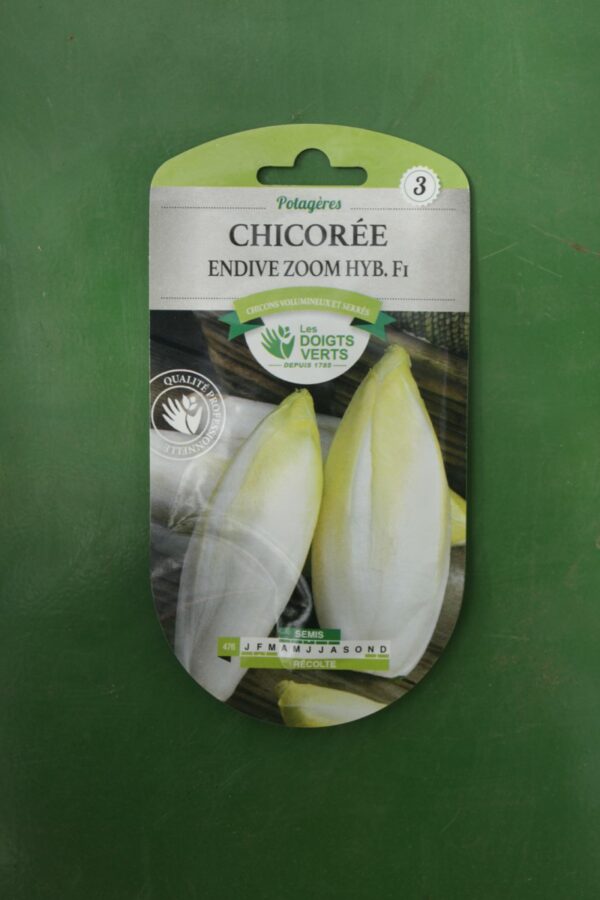 3
Potagères
CHICORÉE
ENDIVE ZOOM HYB. F1
CHICONS VOLUMINEUX ET SERRÉS
Les
DOIGTS
VERTS
DEPUIS 1785
QUALITÉ PROFESSIONNELLE
SEMIS
476 J F M A M J J A S O N D
RÉCOLTE